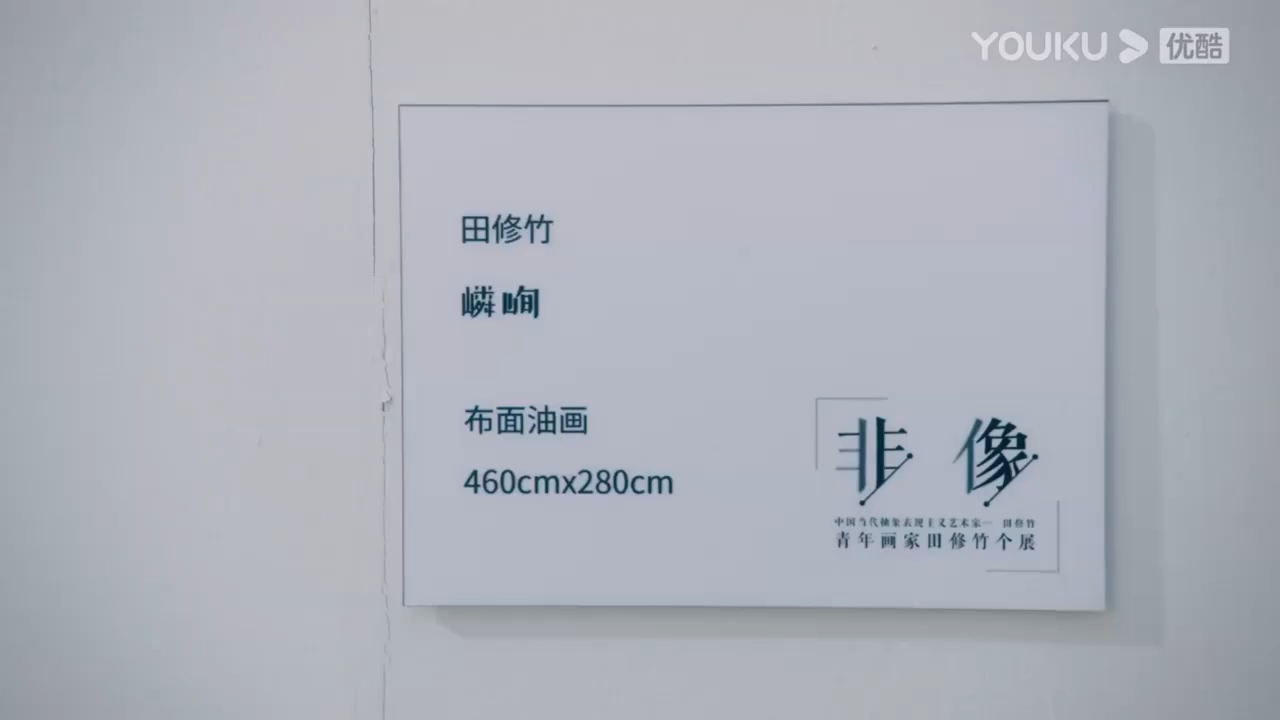 YOUKU 优酷
田修竹
嶙峋
布面油画
460cmx280cm
非像
中国当代抽象表现主义艺术家一 田修竹
青年画家田修竹个展